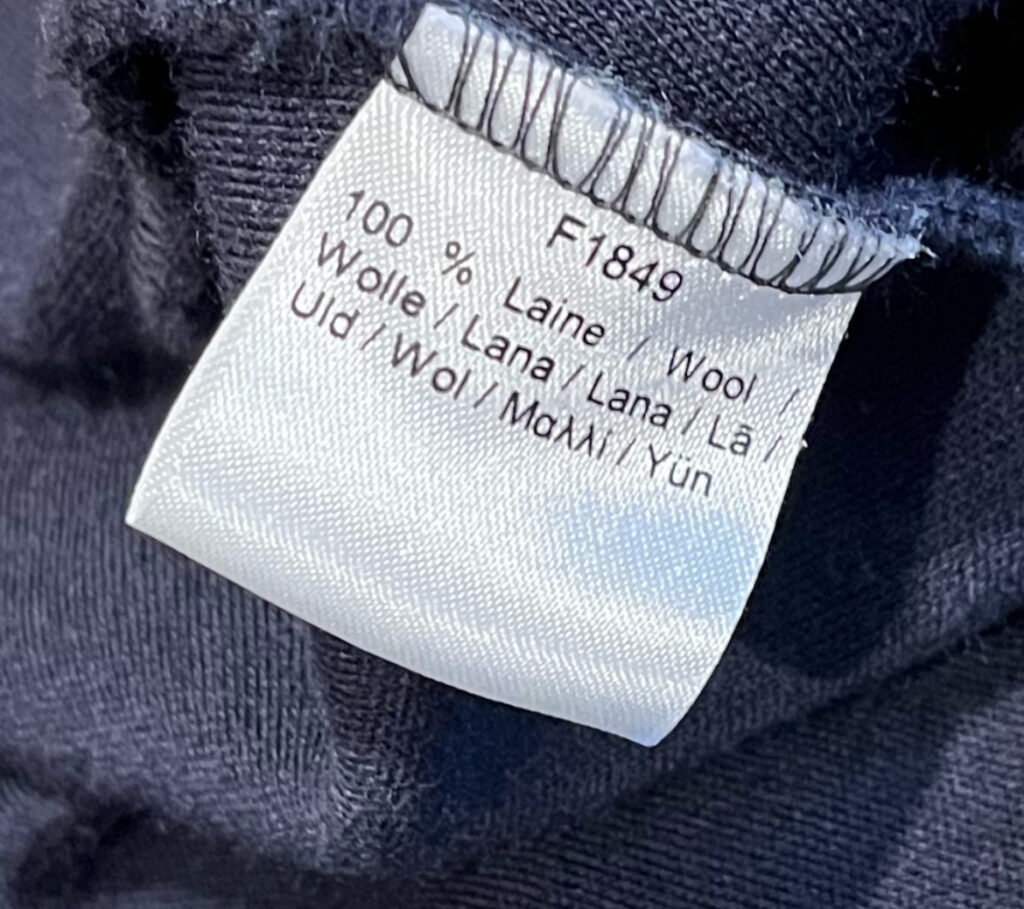 F1849
100 % Laine / Wool /
Wolle / Lana / Lana / Lã /
Uld / Wol / Μαλλί / Yün